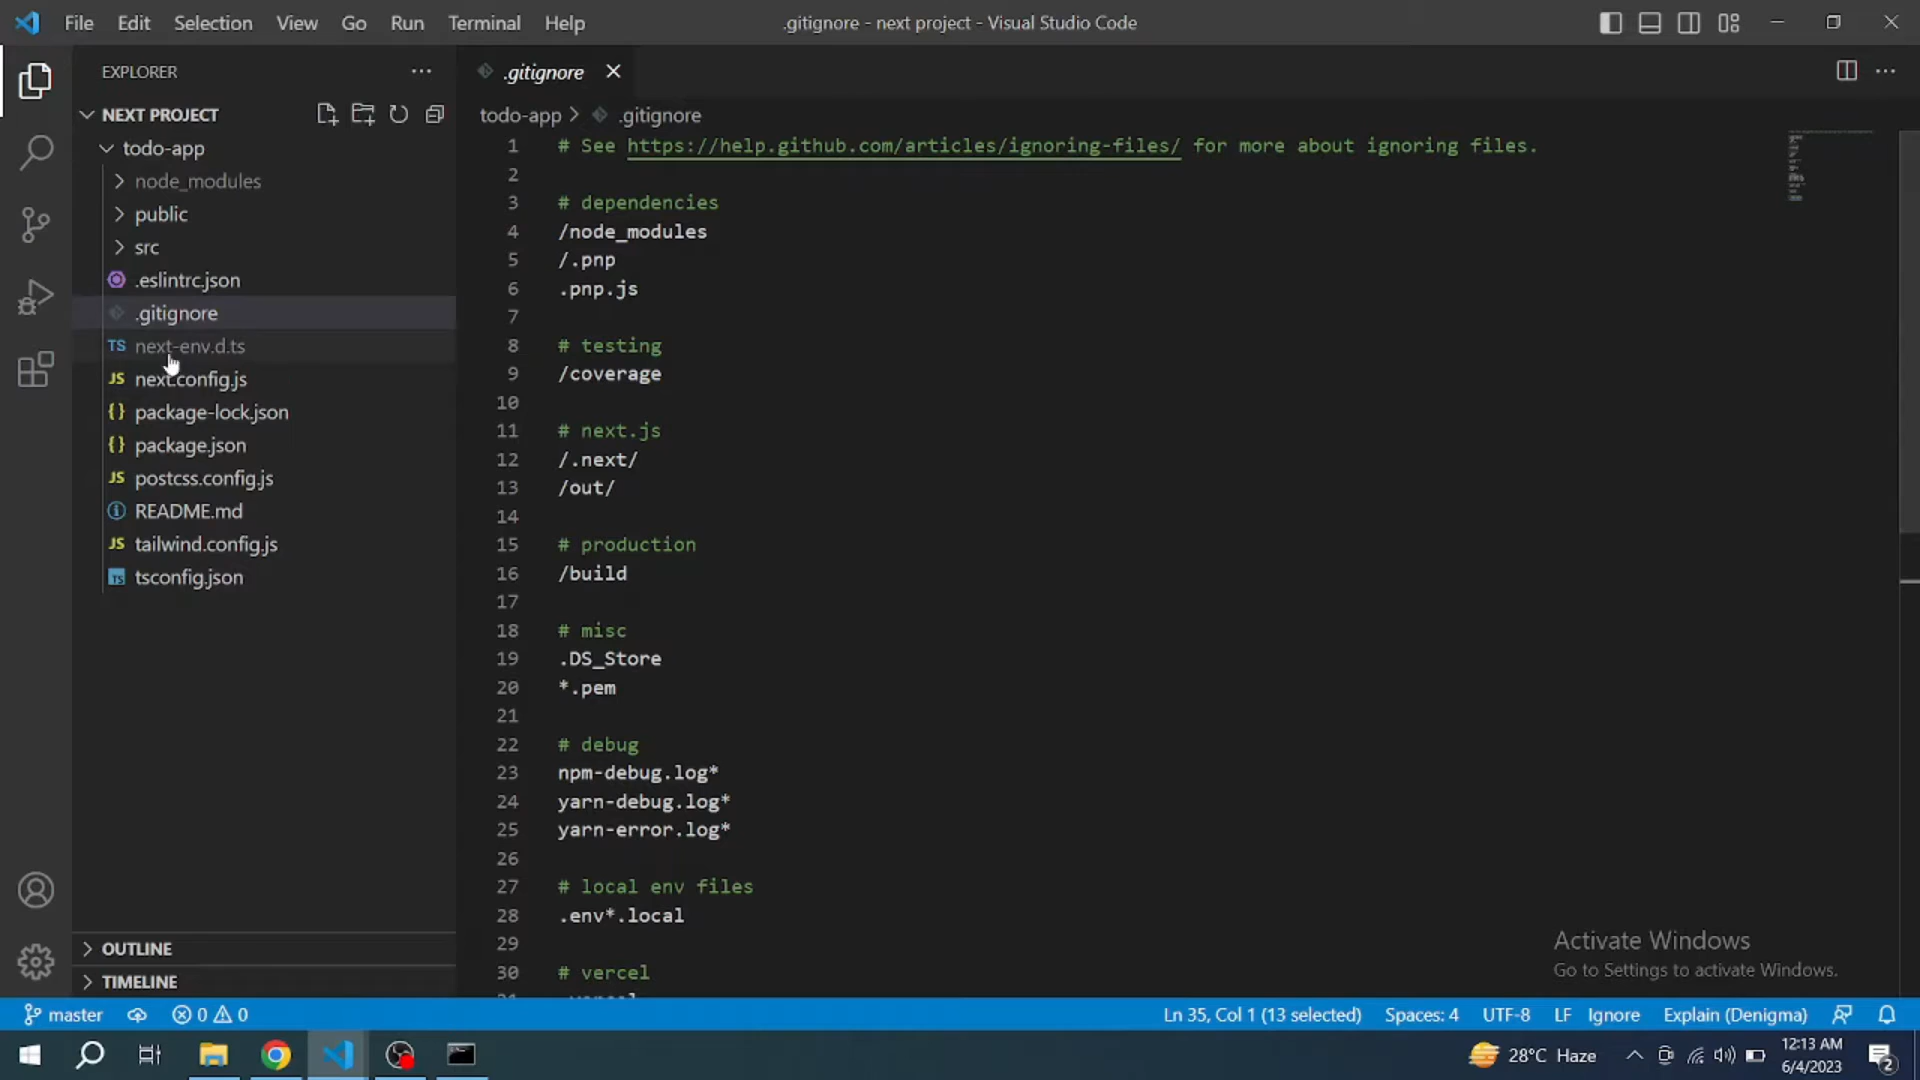 File Edit Selection View Go Run Terminal Help
.gitignore - next project - Visual Studio Code
EXPLORER
NEXT PROJECT
todo-app
node_modules
public
src
.eslintrc.json
.gitignore
TS next-env.d.ts
JS next.config.js
{} package-lock.json
{} package.json
JS postcss.config.js
README.md
JS tailwind.config.js
TS tsconfig.json
OUTLINE
TIMELINE
.gitignore
todo-app > .gitignore
1 # See https://help.github.com/articles/ignoring-files/ for more about ignoring files.
2
3 # dependencies
4 /node_modules
5 /.pnp
6 .pnp.js
7
8 # testing
9 /coverage
10
11 # next.js
12 /.next/
13 /out/
14
15 # production
16 /build
17
18 # misc
19 .DS_Store
20 *.pem
21
22 # debug
23 npm-debug.log*
24 yarn-debug.log*
25 yarn-error.log*
26
27 # local env files
28 .env*.local
29
30 # vercel
Activate Windows
Go to Settings to activate Windows.
master 0 0 Ln 35, Col 1 (13 selected) Spaces: 4 UTF-8 LF Ignore Explain (Denigma)
28°C Haze 12:13 AM
6/4/2023 2